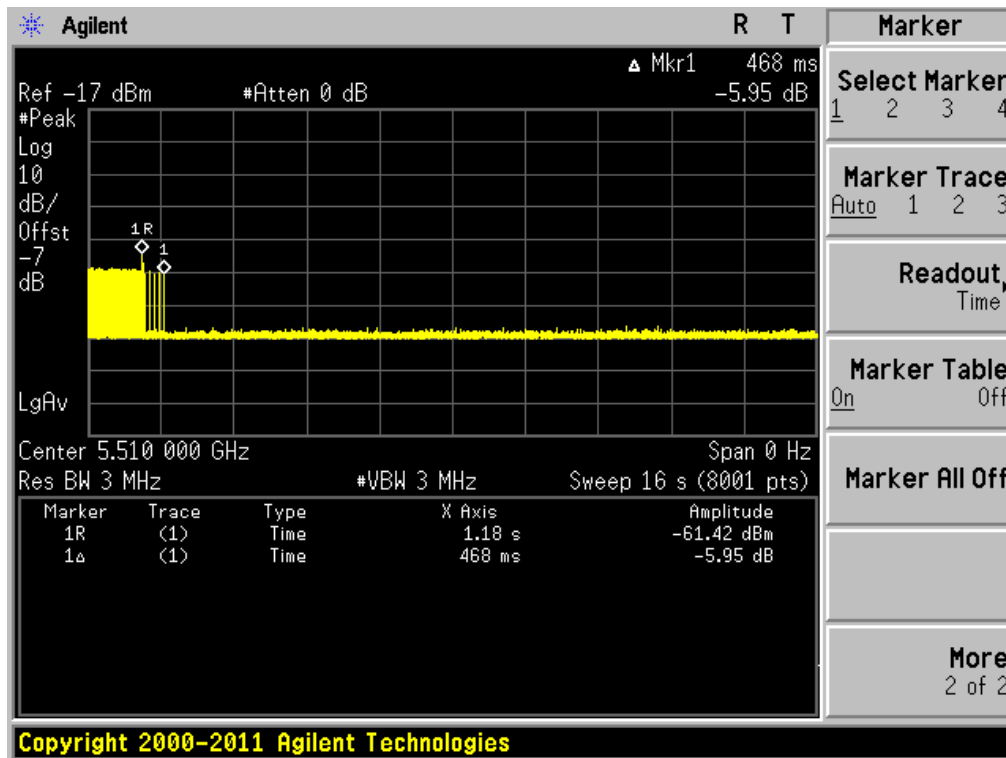 Agilent R T
Δ Mkr1 468 ms
Ref -17 dBm #Atten 0 dB -5.95 dB
#Peak
Log
10
dB/
Offst
-7
dB
1R
1
LgAv
Center 5.510 000 GHz Span 0 Hz
Res BW 3 MHz #VBW 3 MHz Sweep 16 s (8001 pts)
Marker Trace Type X Axis Amplitude
1R (1) Time 1.18 s -61.42 dBm
1Δ (1) Time 468 ms -5.95 dB
Copyright 2000-2011 Agilent Technologies
Marker
Select Marker
1 2 3 4
Marker Trace
Auto 1 2 3
Readout
Time
Marker Table
On Off
Marker All Off
More
2 of 2